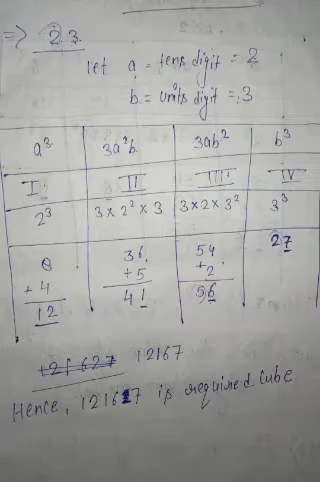 => 23
let a = tens digit = 2
b = units digit = 3
a³ 3a²b 3ab² b³
I II III IV
2³ 3×2²×3 3×2×3² 3³
8 36 54 27
+4 +5 +2
12 41 56
12167
Hence, 12167 is required cube